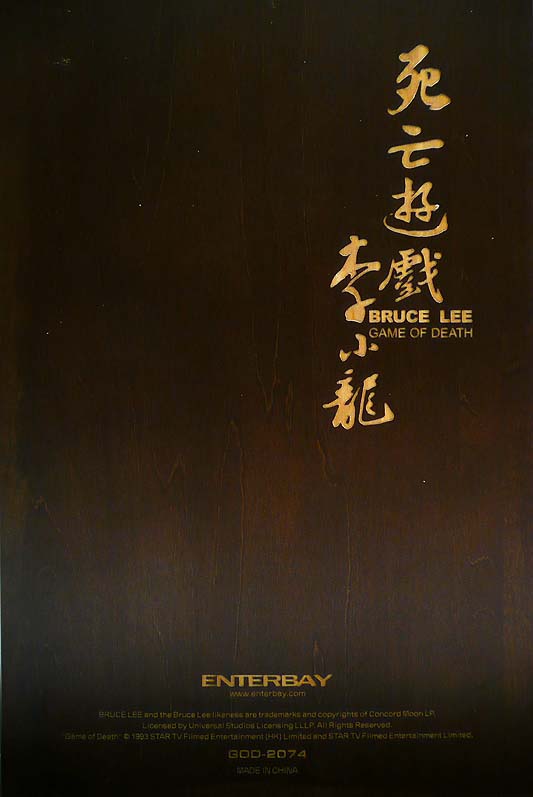 死亡遊戲
李小龍
BRUCE LEE
GAME OF DEATH
ENTERBAY
www.enterbay.com
BRUCE LEE and the Bruce Lee likeness are trademarks and copyrights of Concord Moon LP.
Licensed by Universal Studios Licensing LLLP. All Rights Reserved.
"Game of Death" © 1993 STAR TV Filmed Entertainment (HK) Limited and STAR TV Filmed Entertainment Limited.
GOD-2074
MADE IN CHINA